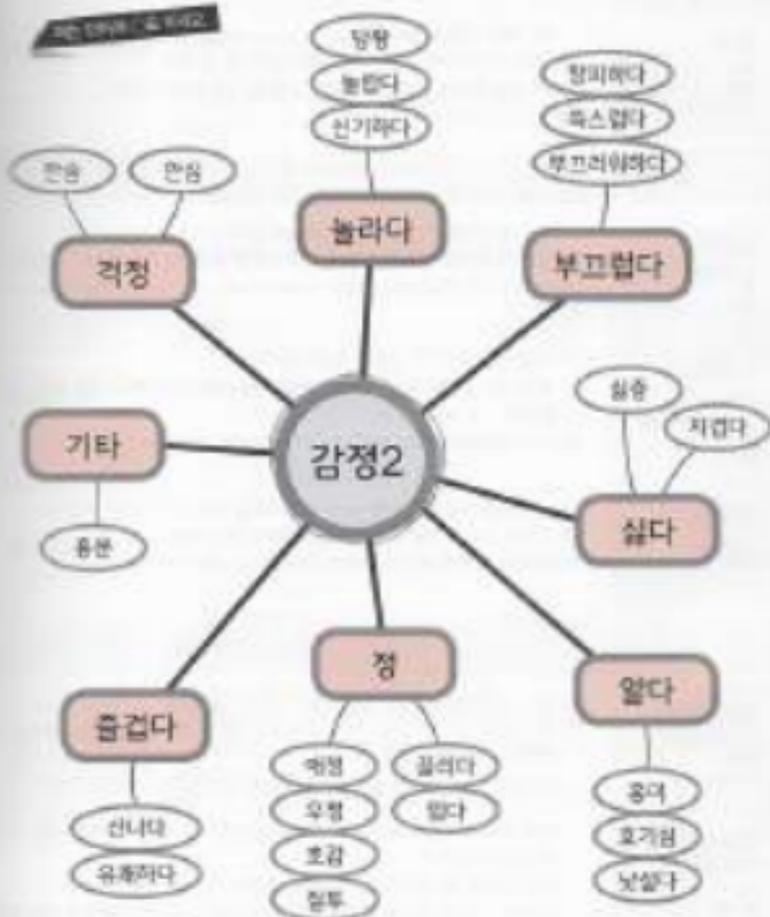 당황
놀랍다
신기하다
창피하다
쑥스럽다
부끄러워하다
한숨
안심
놀라다
걱정
부끄럽다
싫증
지겹다
기타
감정2
흥분
싫다
정
알다
즐겁다
애정
우정
호감
질투
끌리다
밉다
흥미
호기심
낯설다
신나다
유쾌하다